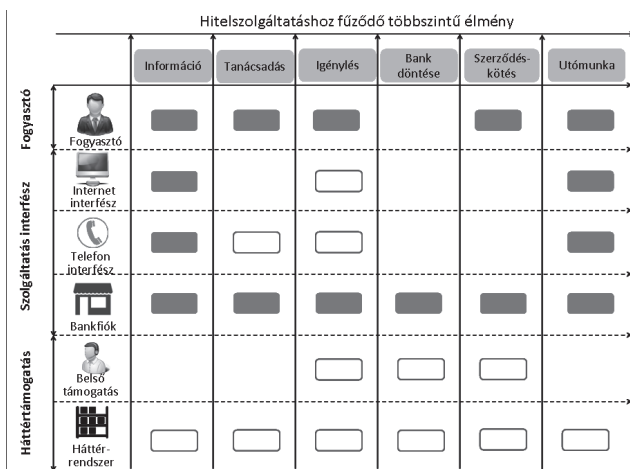 Hitelszolgáltatáshoz fűződő többszintű élmény
Információ
Tanácsadás
Igénylés
Bank
döntése
Szerződés-
kötés
Utómunka
Fogyasztó
Fogyasztó
Szolgáltatás interfész
Internet
interfész
Telefon
interfész
Bankfiók
Háttértámogatás
Belső
támogatás
Háttér-
rendszer